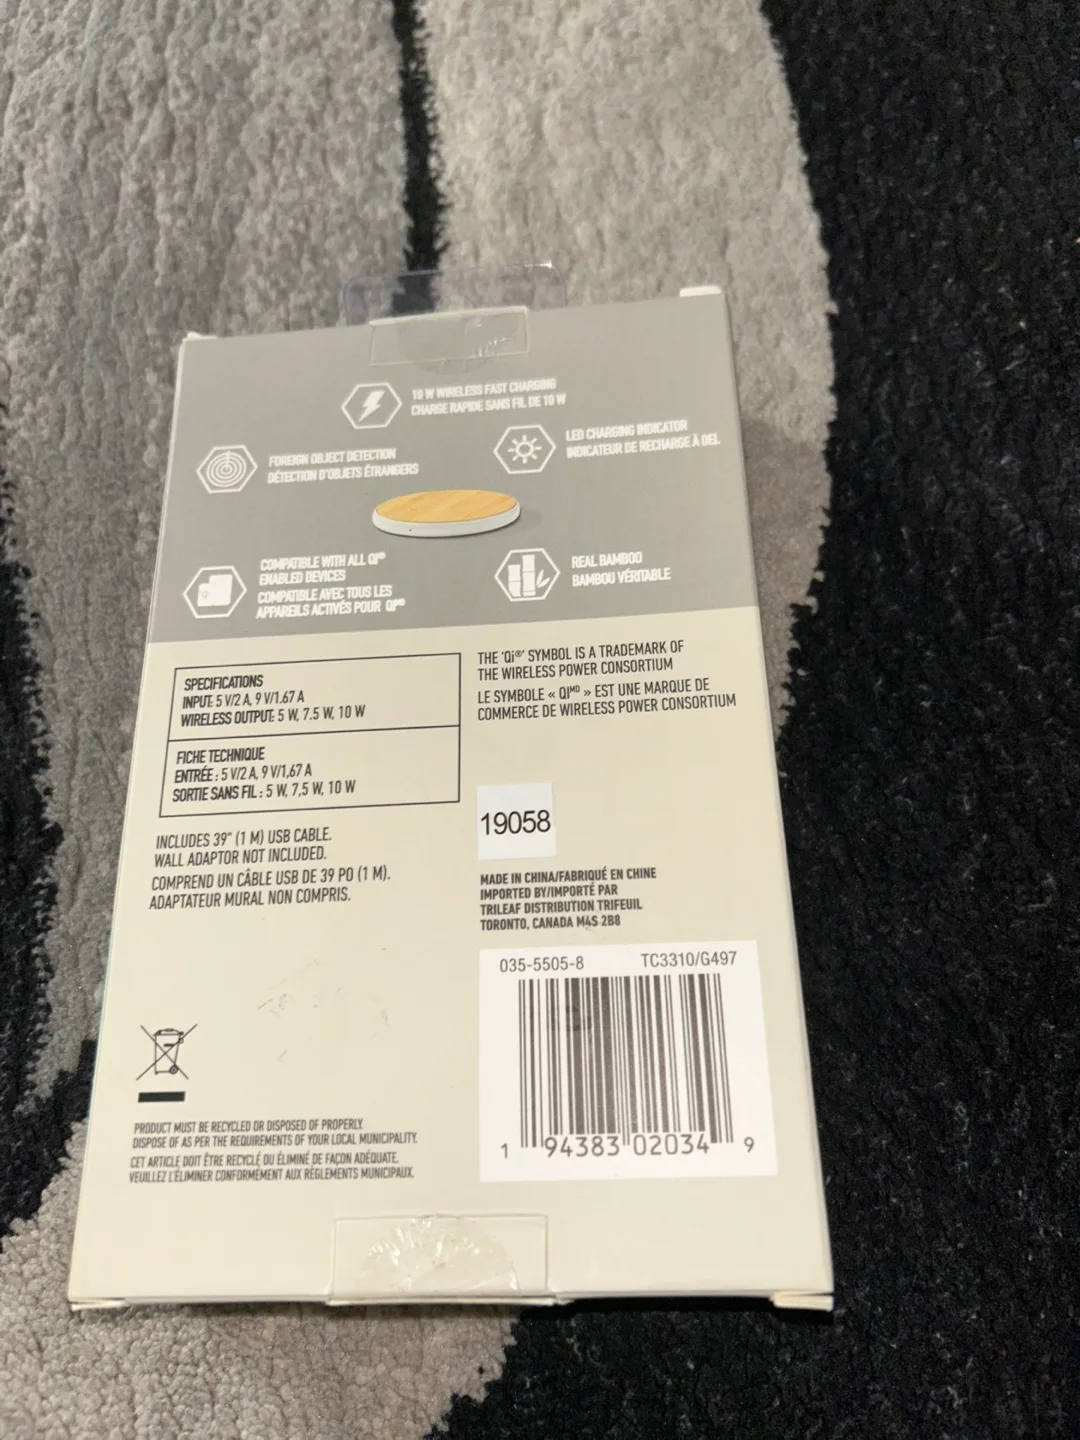 10 W WIRELESS FAST CHARGING
CHARGE RAPIDE SANS FIL DE 10 W
LED CHARGING INDICATOR
INDICATEUR DE RECHARGE À DEL
FOREIGN OBJECT DETECTION
DÉTECTION D'OBJETS ÉTRANGERS
COMPATIBLE WITH ALL QI®
ENABLED DEVICES
COMPATIBLE AVEC TOUS LES
APPAREILS ACTIVÉS POUR QI®
REAL BAMBOO
BAMBOU VÉRITABLE
SPECIFICATIONS
INPUT: 5 V/2 A, 9 V/1.67 A
WIRELESS OUTPUT: 5 W, 7.5 W, 10 W
FICHE TECHNIQUE
ENTRÉE : 5 V/2 A, 9 V/1,67 A
SORTIE SANS FIL : 5 W, 7,5 W, 10 W
INCLUDES 39" (1 M) USB CABLE.
WALL ADAPTOR NOT INCLUDED.
COMPREND UN CÂBLE USB DE 39 PO (1 M).
ADAPTATEUR MURAL NON COMPRIS.
THE 'Qi®' SYMBOL IS A TRADEMARK OF
THE WIRELESS POWER CONSORTIUM
LE SYMBOLE « QIMD » EST UNE MARQUE DE
COMMERCE DE WIRELESS POWER CONSORTIUM
19058
MADE IN CHINA/FABRIQUÉ EN CHINE
IMPORTED BY/IMPORTÉ PAR
TRILEAF DISTRIBUTION TRIFEUIL
TORONTO, CANADA M4S 2B8
035-5505-8 TC3310/G497
1 94383 02034 9
PRODUCT MUST BE RECYCLED OR DISPOSED OF PROPERLY.
DISPOSE OF AS PER THE REQUIREMENTS OF YOUR LOCAL MUNICIPALITY.
CET ARTICLE DOIT ÊTRE RECYCLÉ OU ÉLIMINÉ DE FAÇON ADÉQUATE.
VEUILLEZ L'ÉLIMINER CONFORMÉMENT AUX RÈGLEMENTS MUNICIPAUX.